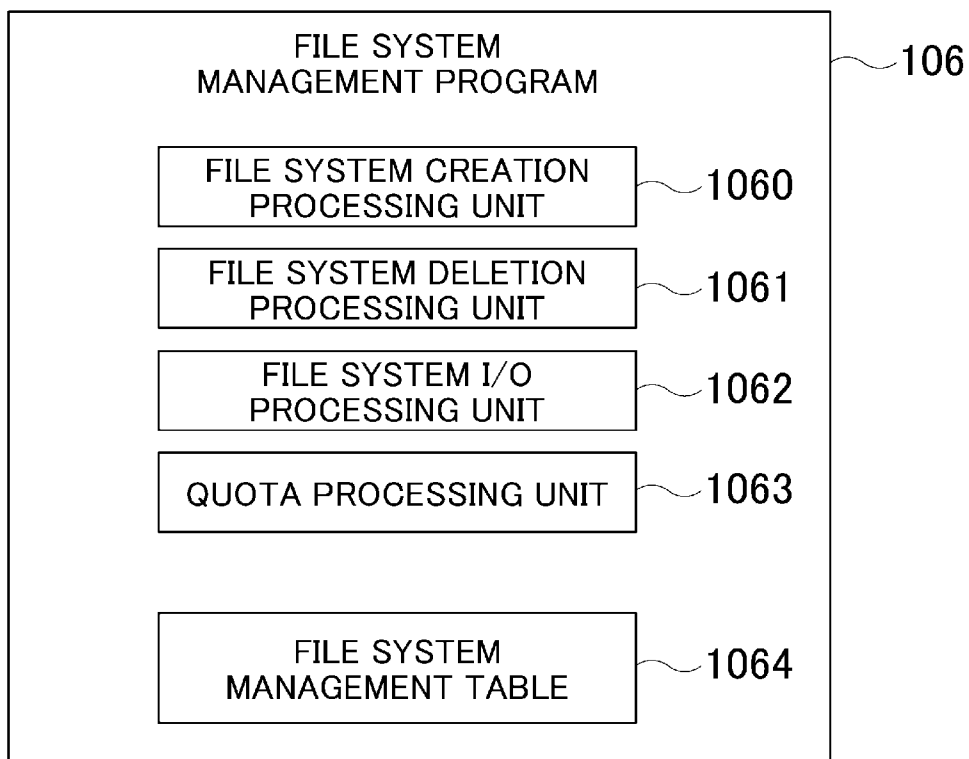 FILE SYSTEM
MANAGEMENT PROGRAM
106
FILE SYSTEM CREATION
PROCESSING UNIT
1060
FILE SYSTEM DELETION
PROCESSING UNIT
1061
FILE SYSTEM I/O
PROCESSING UNIT
1062
QUOTA PROCESSING UNIT
1063
FILE SYSTEM
MANAGEMENT TABLE
1064